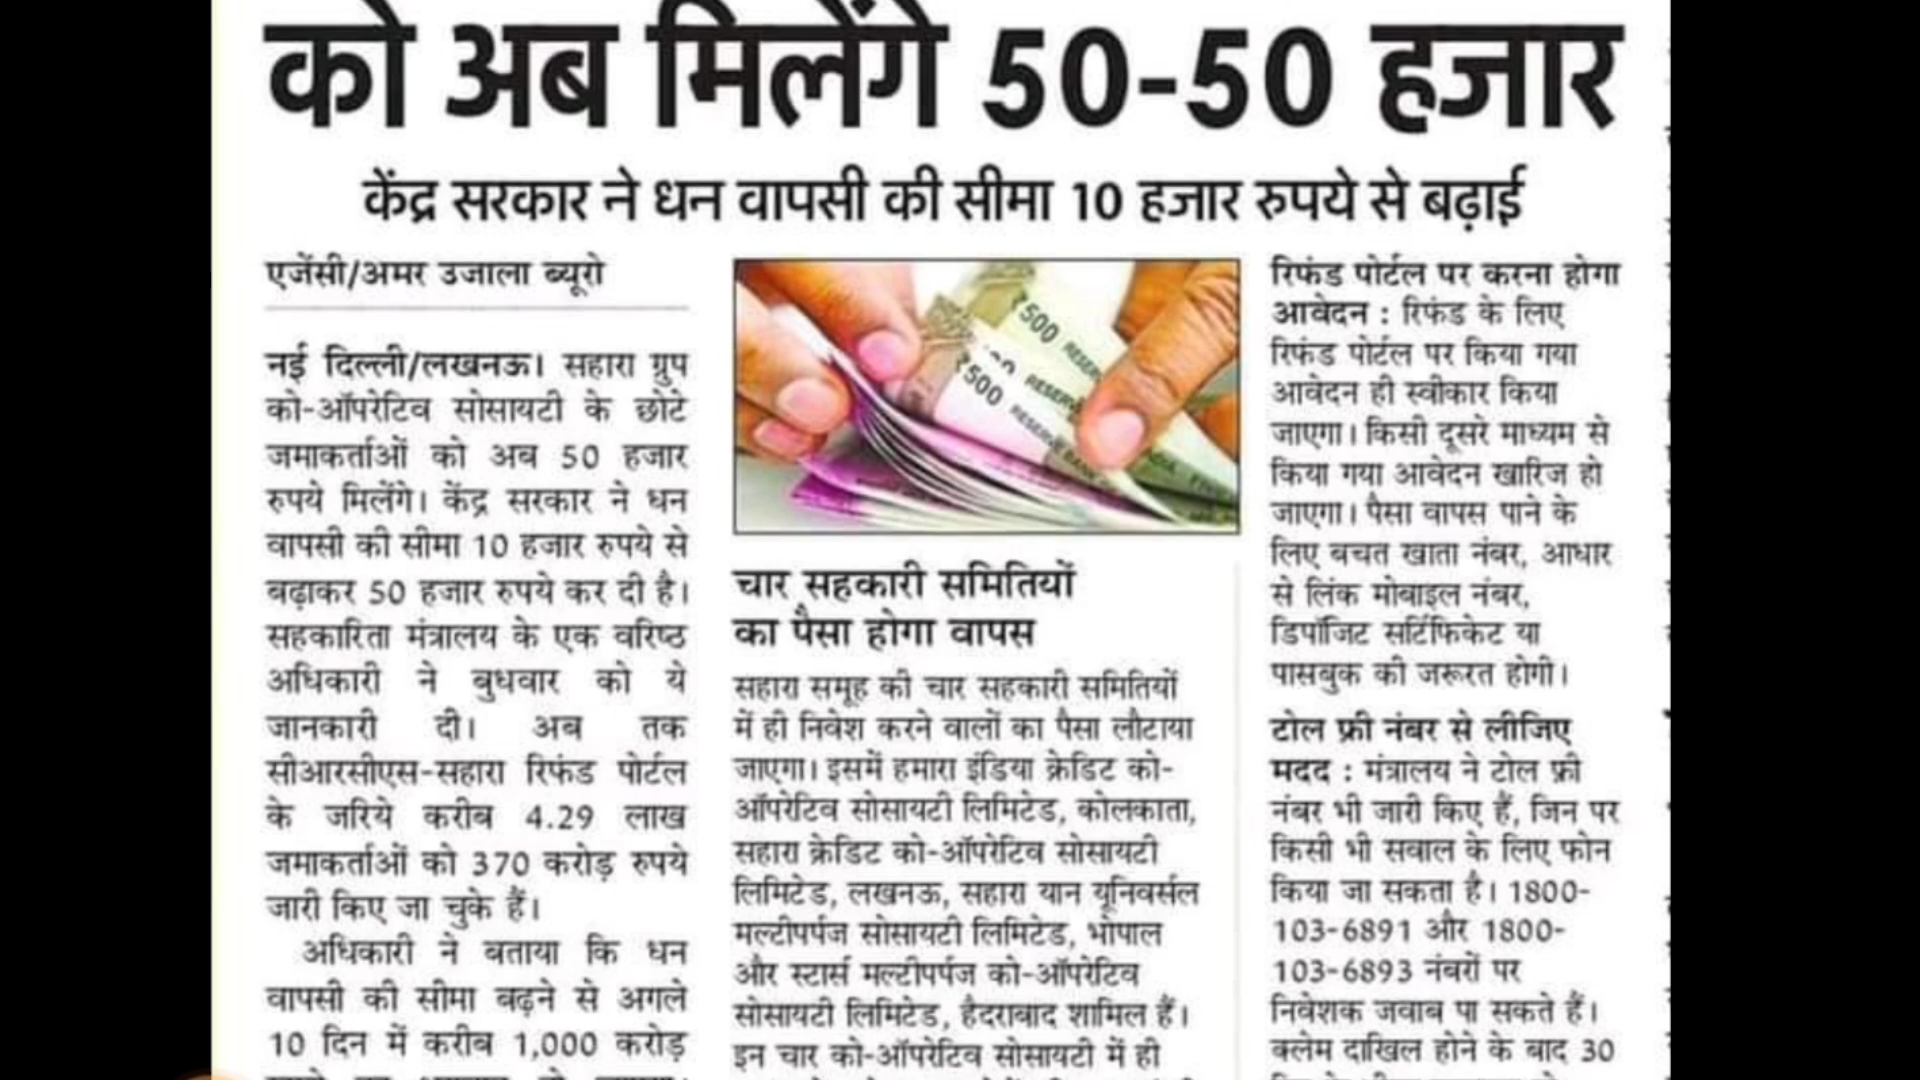 को अब मिलेंगे 50-50 हजार
केंद्र सरकार ने धन वापसी की सीमा 10 हजार रुपये से बढ़ाई
एजेंसी/अमर उजाला ब्यूरो
नई दिल्ली/लखनऊ। सहारा ग्रुप
को-ऑपरेटिव सोसायटी के छोटे
जमाकर्ताओं को अब 50 हजार
रुपये मिलेंगे। केंद्र सरकार ने धन
वापसी की सीमा 10 हजार रुपये से
बढ़ाकर 50 हजार रुपये कर दी है।
सहकारिता मंत्रालय के एक वरिष्ठ
अधिकारी ने बुधवार को ये
जानकारी दी। अब तक
सीआरसीएस-सहारा रिफंड पोर्टल
के जरिये करीब 4.29 लाख
जमाकर्ताओं को 370 करोड़ रुपये
जारी किए जा चुके हैं।
अधिकारी ने बताया कि धन
वापसी की सीमा बढ़ने से अगले
10 दिन में करीब 1,000 करोड़
₹500 RESERV
₹500 RESERVE BANK
चार सहकारी समितियों
का पैसा होगा वापस
सहारा समूह की चार सहकारी समितियों
में ही निवेश करने वालों का पैसा लौटाया
जाएगा। इसमें हमारा इंडिया क्रेडिट को-
ऑपरेटिव सोसायटी लिमिटेड, कोलकाता,
सहारा क्रेडिट को-ऑपरेटिव सोसायटी
लिमिटेड, लखनऊ, सहारा यान यूनिवर्सल
मल्टीपर्पज सोसायटी लिमिटेड, भोपाल
और स्टार्स मल्टीपर्पज को-ऑपरेटिव
सोसायटी लिमिटेड, हैदराबाद शामिल हैं।
इन चार को-ऑपरेटिव सोसायटी में ही
रिफंड पोर्टल पर करना होगा
आवेदन : रिफंड के लिए
रिफंड पोर्टल पर किया गया
आवेदन ही स्वीकार किया
जाएगा। किसी दूसरे माध्यम से
किया गया आवेदन खारिज हो
जाएगा। पैसा वापस पाने के
लिए बचत खाता नंबर, आधार
से लिंक मोबाइल नंबर,
डिपॉजिट सर्टिफिकेट या
पासबुक की जरूरत होगी।
टोल फ्री नंबर से लीजिए
मदद : मंत्रालय ने टोल फ्री
नंबर भी जारी किए हैं, जिन पर
किसी भी सवाल के लिए फोन
किया जा सकता है। 1800-
103-6891 और 1800-
103-6893 नंबरों पर
निवेशक जवाब पा सकते हैं।
क्लेम दाखिल होने के बाद 30